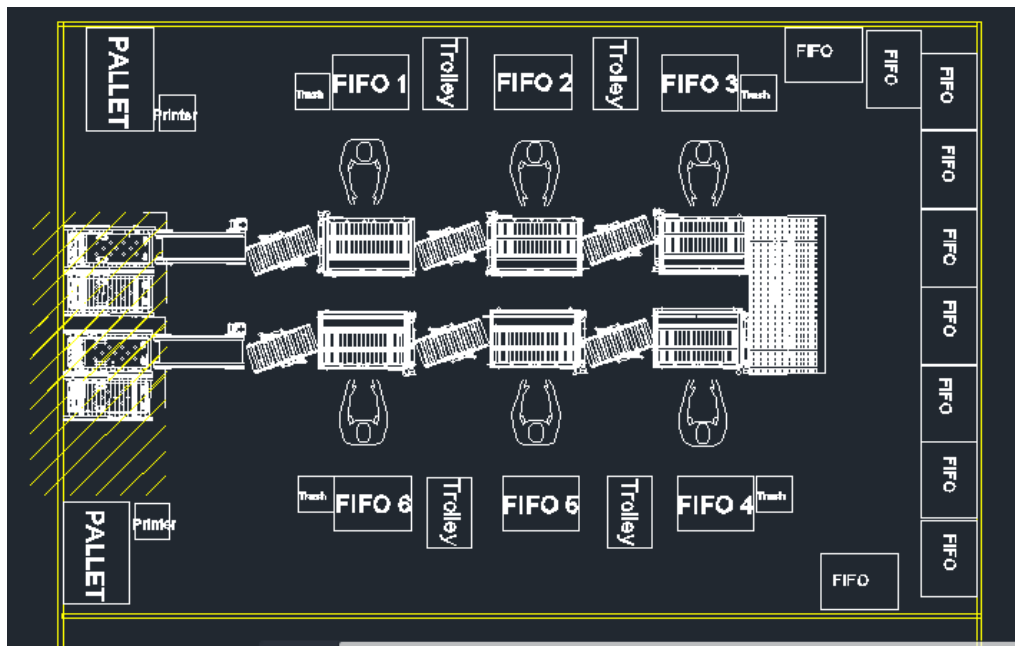 PALLET
Printer
Trash
FIFO 1
Trolley
FIFO 2
Trolley
FIFO 3
Trash
FIFO
FIFO
FIFO
FIFO
FIFO
FIFO
FIFO
FIFO
FIFO
PALLET
Printer
Trash
FIFO 6
Trolley
FIFO 5
Trolley
FIFO 4
Trash
FIFO